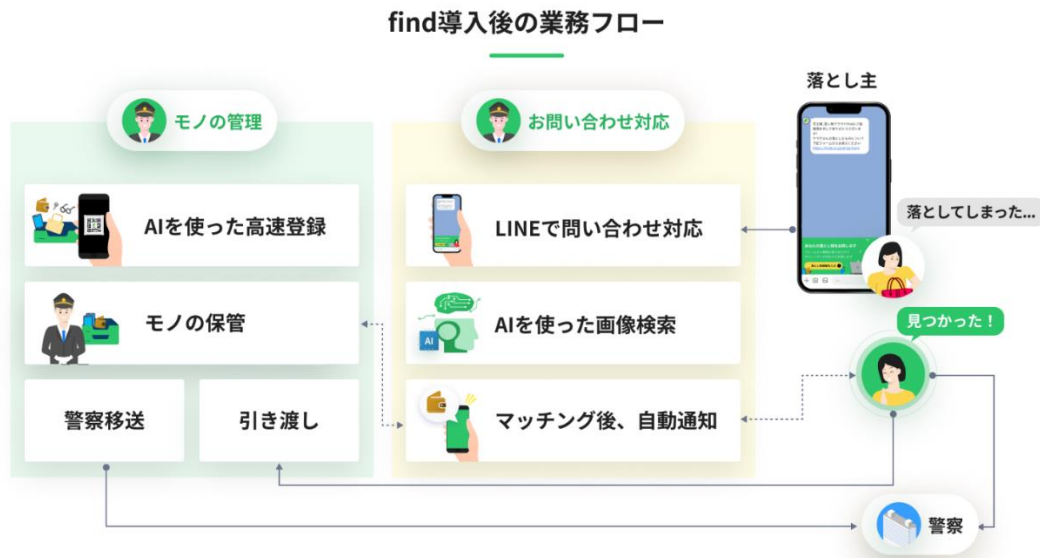 find導入後の業務フロー
落とし主
モノの管理
お問い合わせ対応
AIを使った高速登録
LINEで問い合わせ対応
落としてしまった...
モノの保管
AIを使った画像検索
AI
見つかった！
警察移送
引き渡し
マッチング後、自動通知
警察